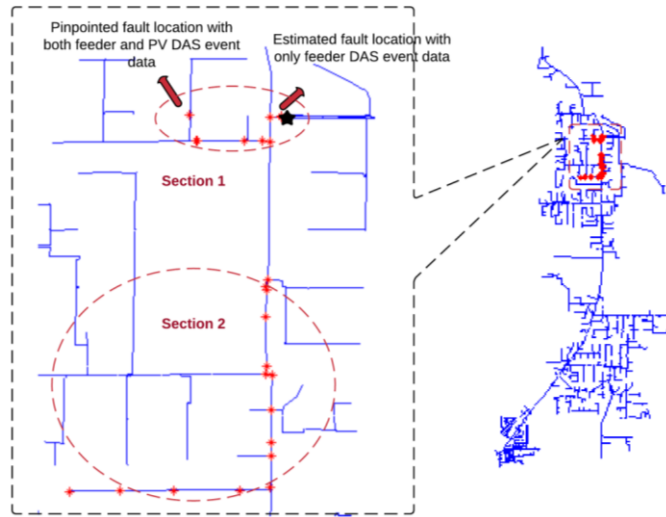 Pinpointed fault location with
both feeder and PV DAS event
data
Estimated fault location with
only feeder DAS event data
Section 1
Section 2